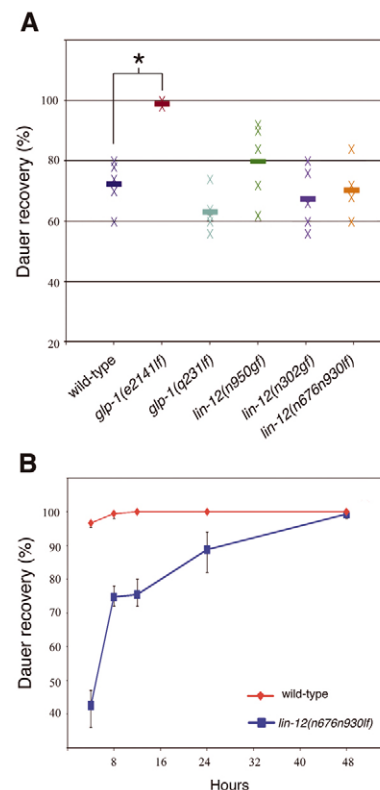 A
*
Dauer recovery (%)
100
80
60
40
20
wild-type
glp-1(e2141lf)
glp-1(q231lf)
lin-12(n950gf)
lin-12(n302gf)
lin-12(n676n930lf)
B
Dauer recovery (%)
100
90
80
70
60
50
40
wild-type
lin-12(n676n930lf)
8
16
24
32
40
48
Hours